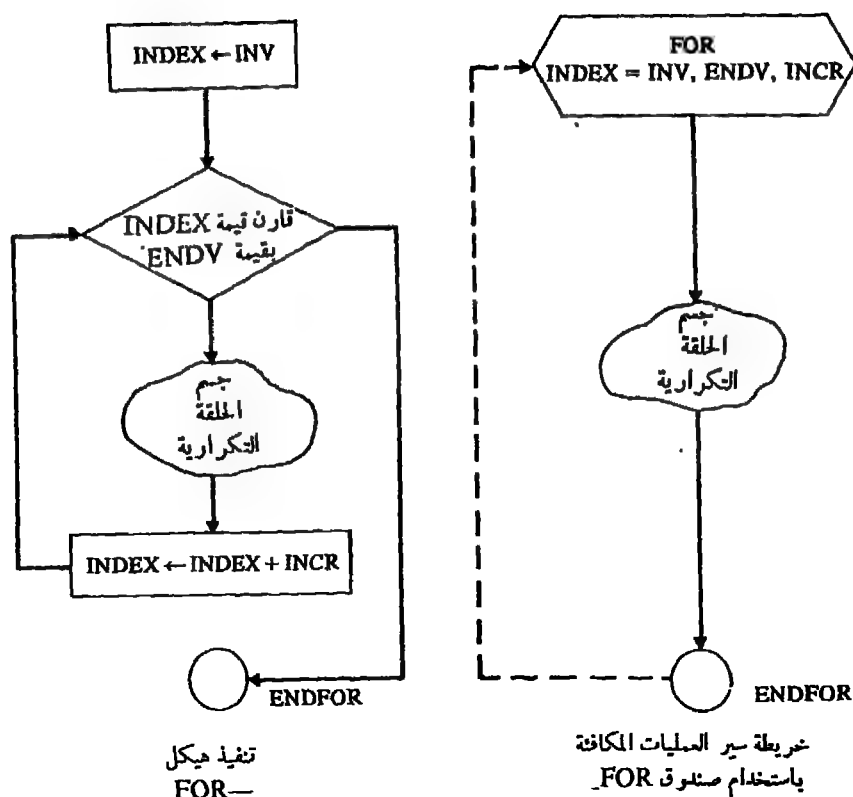 INDEX ← INV
قارن قيمة INDEX
بقيمة ENDV
جسم
الحلقة
التكرارية
INDEX ← INDEX + INCR
ENDFOR
تنفيذ هيكل
FOR—
FOR
INDEX = INV, ENDV, INCR
جسم
الحلقة
التكرارية
ENDFOR
خريطة سير العمليات المكافئة
باستخدام صندوق FOR